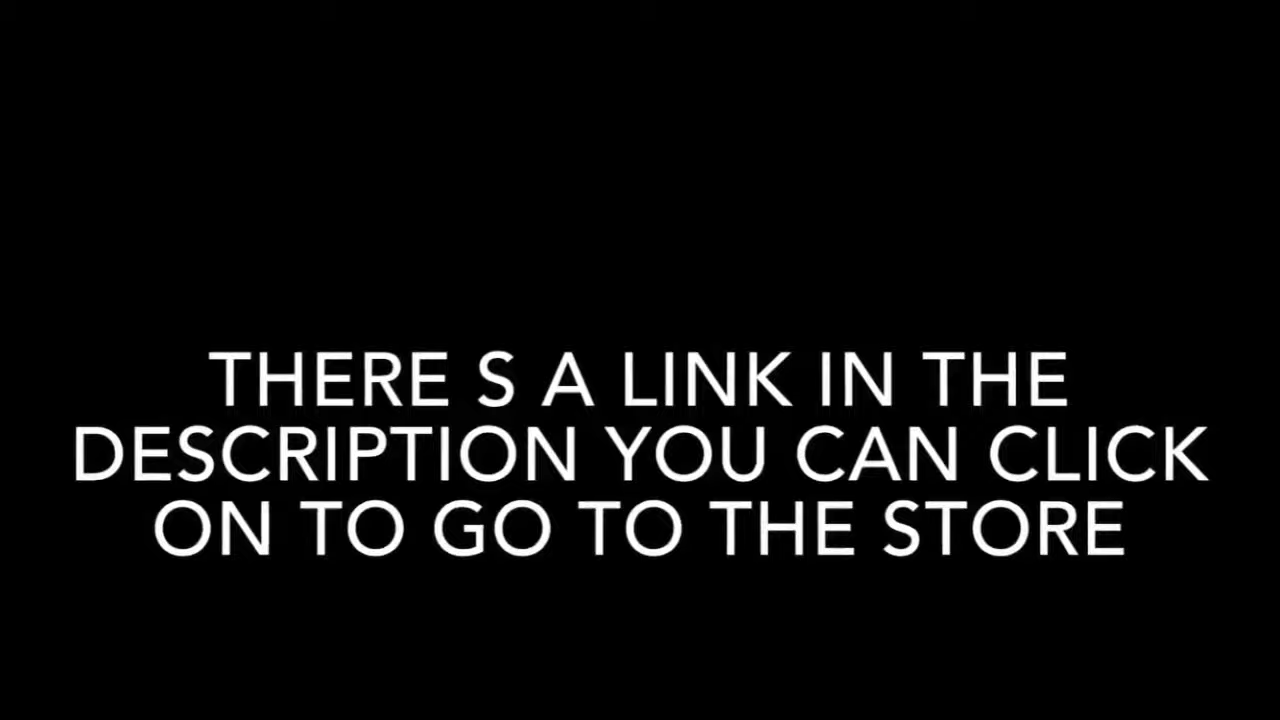 THERE S A LINK IN THE
DESCRIPTION YOU CAN CLICK
ON TO GO TO THE STORE